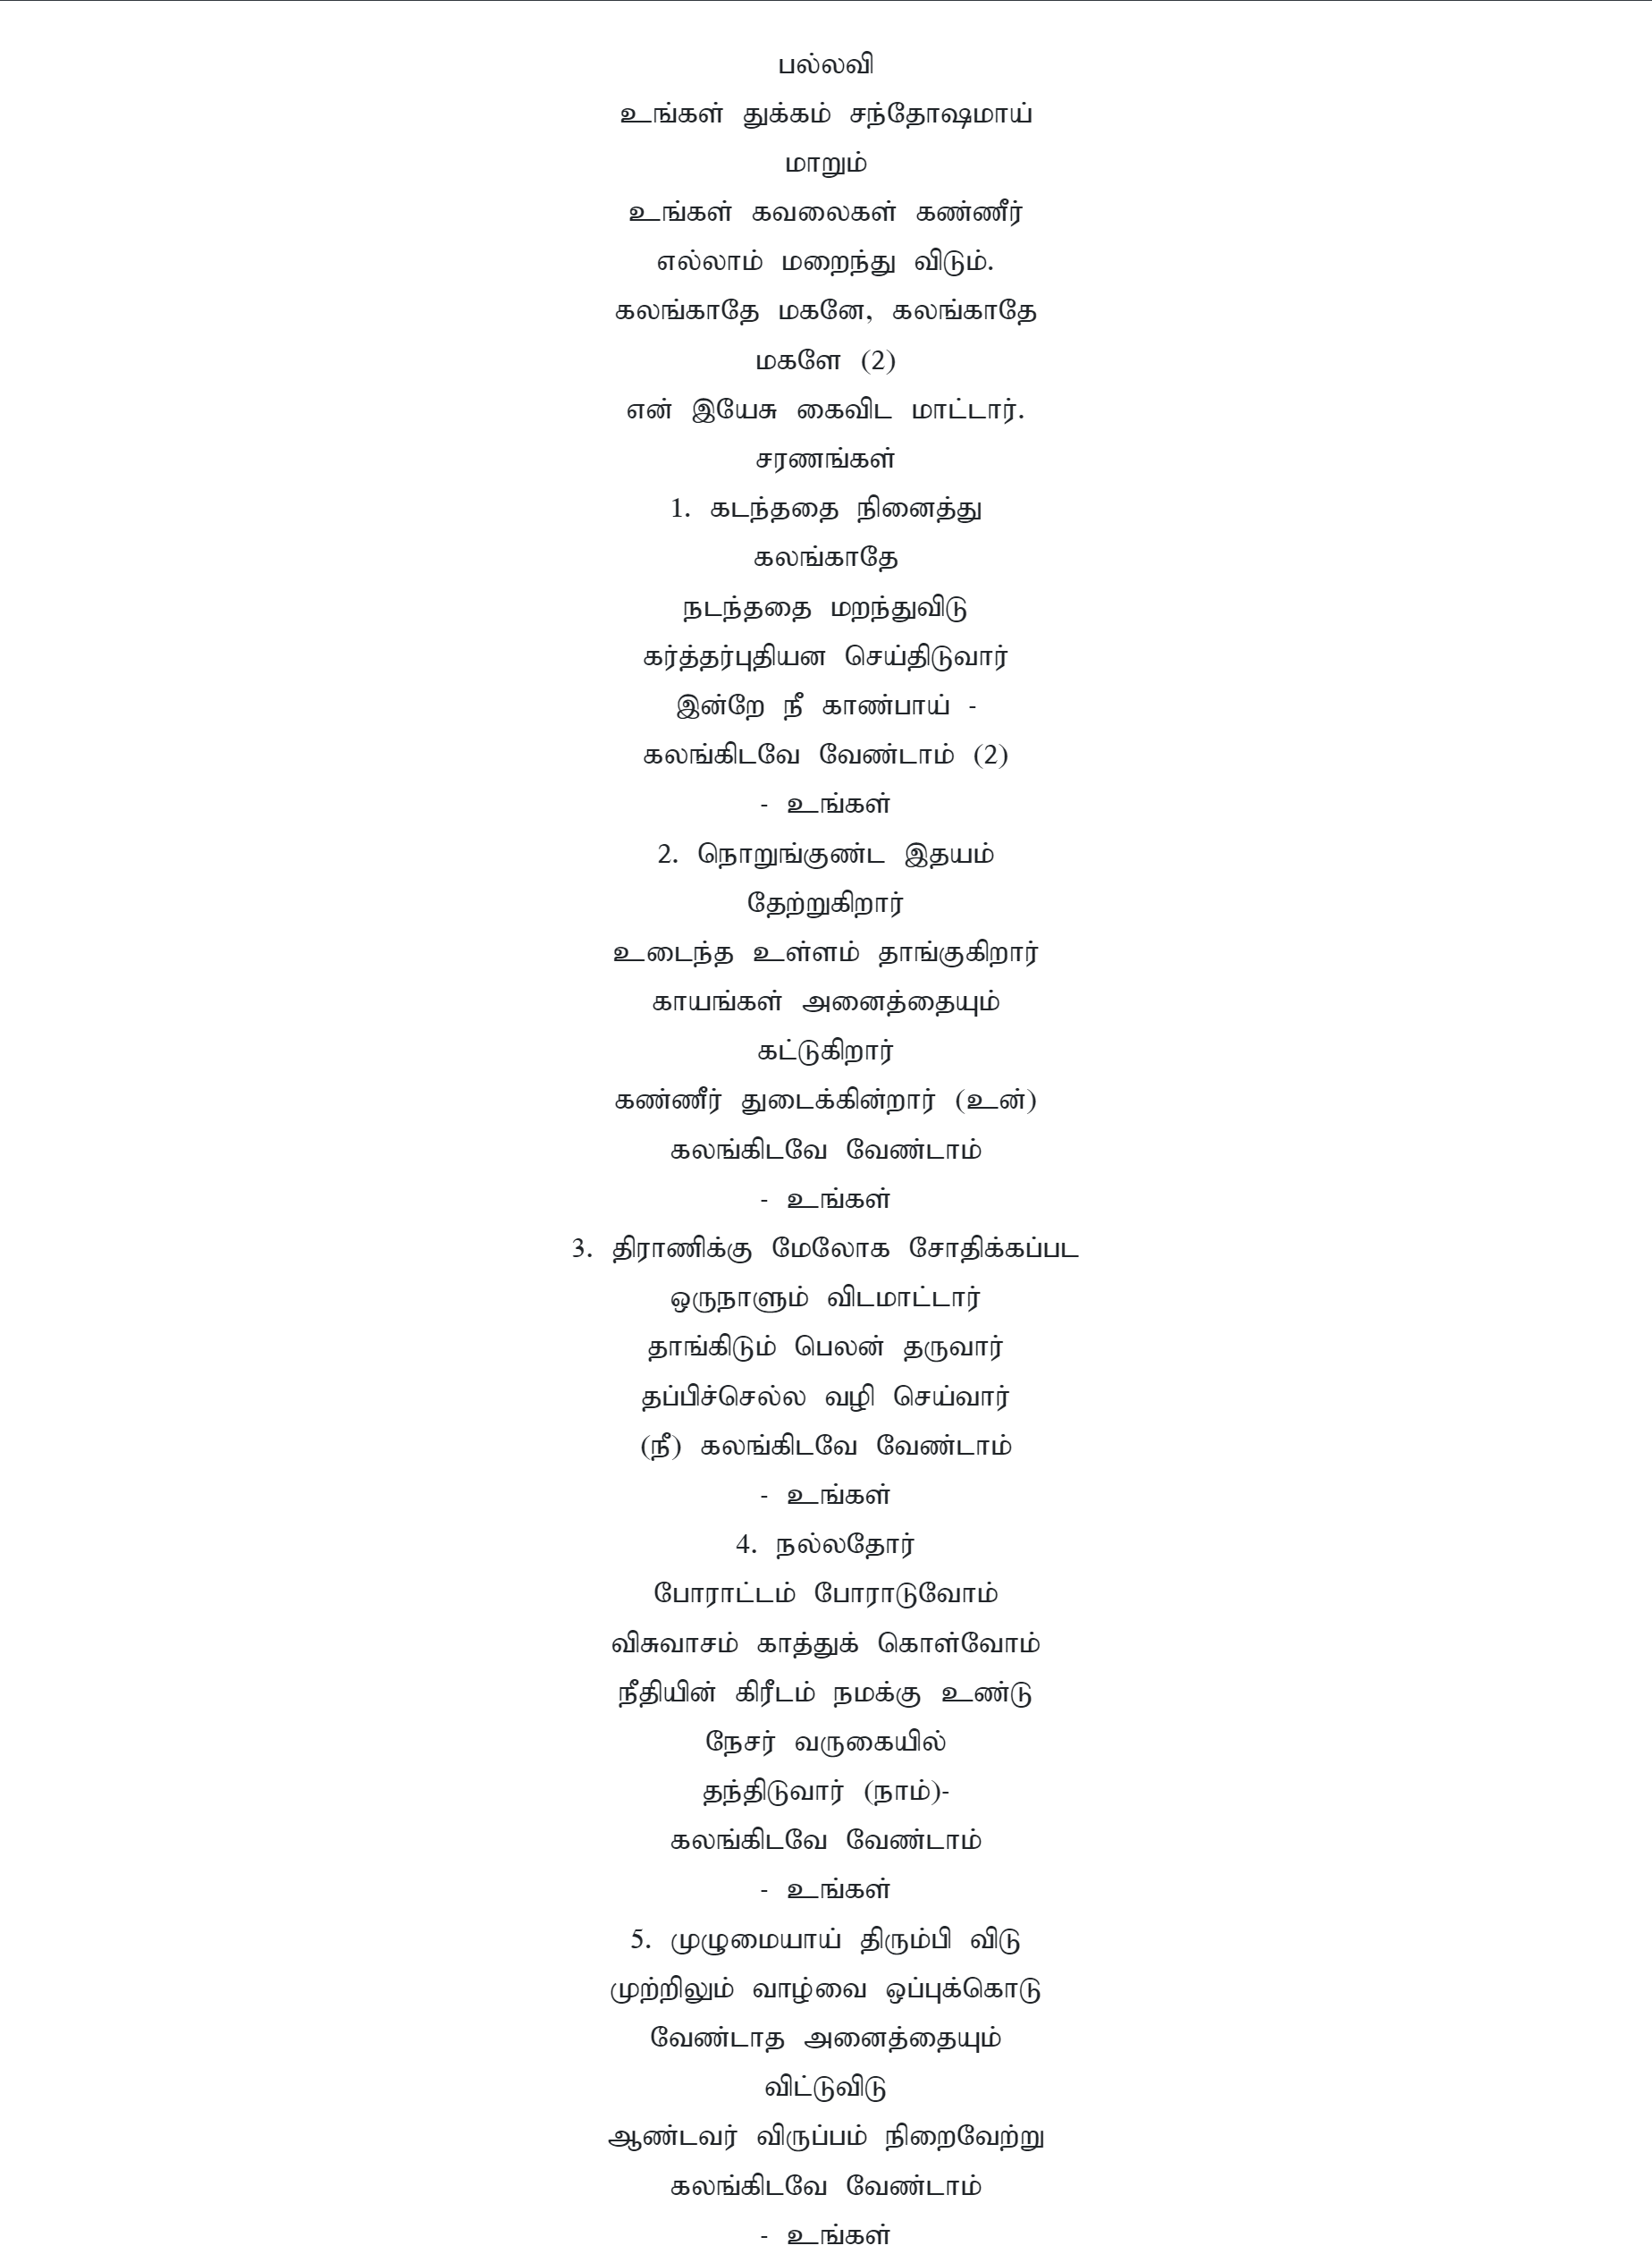 பல்லவி
உங்கள் துக்கம் சந்தோஷமாய்
மாறும்
உங்கள் கவலைகள் கண்ணீர்
எல்லாம் மறைந்து விடும்.
கலங்காதே மகனே, கலங்காதே
மகளே (2)
என் இயேசு கைவிட மாட்டார்.
சரணங்கள்
1. கடந்ததை நினைத்து
கலங்காதே
நடந்ததை மறந்துவிடு
கர்த்தர்புதியன செய்திடுவார்
இன்றே நீ காண்பாய் -
கலங்கிடவே வேண்டாம் (2)
- உங்கள்
2. நொறுங்குண்ட இதயம்
தேற்றுகிறார்
உடைந்த உள்ளம் தாங்குகிறார்
காயங்கள் அனைத்தையும்
கட்டுகிறார்
கண்ணீர் துடைக்கின்றார் (உன்)
கலங்கிடவே வேண்டாம்
- உங்கள்
3. திராணிக்கு மேலோக சோதிக்கப்பட
ஒருநாளும் விடமாட்டார்
தாங்கிடும் பெலன் தருவார்
தப்பிச்செல்ல வழி செய்வார்
(நீ) கலங்கிடவே வேண்டாம்
- உங்கள்
4. நல்லதோர்
போராட்டம் போராடுவோம்
விசுவாசம் காத்துக் கொள்வோம்
நீதியின் கிரீடம் நமக்கு உண்டு
நேசர் வருகையில்
தந்திடுவார் (நாம்)-
கலங்கிடவே வேண்டாம்
- உங்கள்
5. முழுமையாய் திரும்பி விடு
முற்றிலும் வாழ்வை ஒப்புக்கொடு
வேண்டாத அனைத்தையும்
விட்டுவிடு
ஆண்டவர் விருப்பம் நிறைவேற்று
கலங்கிடவே வேண்டாம்
- உங்கள்